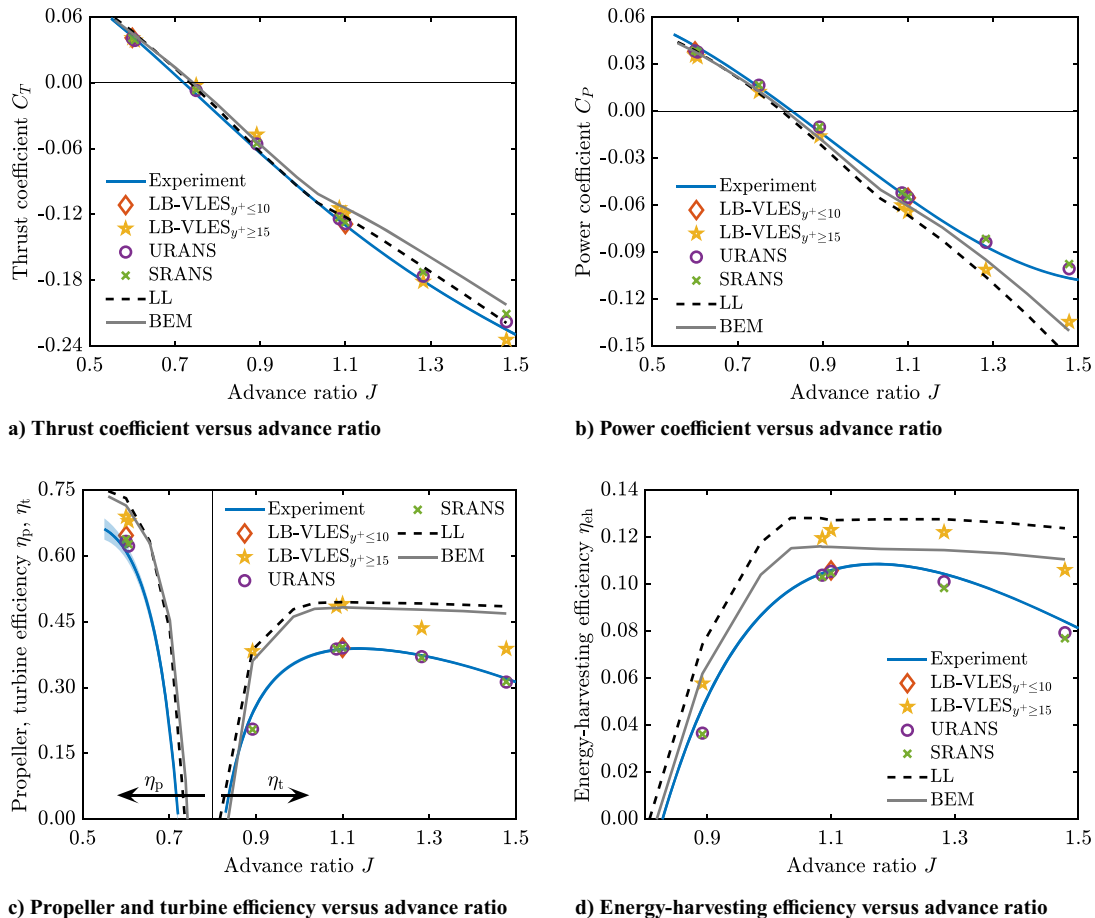 0.06
0.00
-0.06
-0.12
-0.18
-0.24
Thrust coefficient C_T
Experiment
LB-VLES_{y^+≤10}
LB-VLES_{y^+≥15}
URANS
SRANS
LL
BEM
0.5 0.7 0.9 1.1 1.3 1.5
Advance ratio J
a) Thrust coefficient versus advance ratio
0.06
0.03
0.00
-0.03
-0.06
-0.09
-0.12
-0.15
Power coefficient C_P
Experiment
LB-VLES_{y^+≤10}
LB-VLES_{y^+≥15}
URANS
SRANS
LL
BEM
0.5 0.7 0.9 1.1 1.3 1.5
Advance ratio J
b) Power coefficient versus advance ratio
0.75
0.60
0.45
0.30
0.15
0.00
Propeller, turbine efficiency η_p, η_t
Experiment
LB-VLES_{y^+≤10}
LB-VLES_{y^+≥15}
URANS
SRANS
LL
BEM
η_p
η_t
0.5 0.7 0.9 1.1 1.3 1.5
Advance ratio J
c) Propeller and turbine efficiency versus advance ratio
0.14
0.12
0.10
0.08
0.06
0.04
0.02
0.00
Energy-harvesting efficiency η_eh
Experiment
LB-VLES_{y^+≤10}
LB-VLES_{y^+≥15}
URANS
SRANS
LL
BEM
0.9 1.1 1.3 1.5
Advance ratio J
d) Energy-harvesting efficiency versus advance ratio